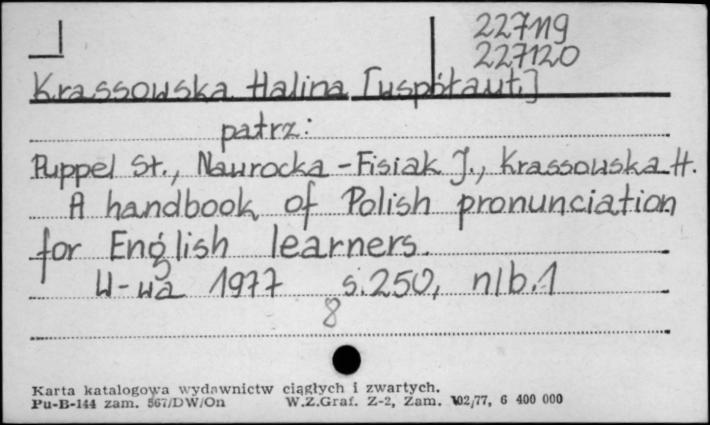 227119
227120
Krassowska Halina [współaut.]
patrz:
Puppel St., Nawrocka-Fisiak J., Krassowska H.
A handbook of Polish pronunciation
for English learners.
W-wa 1977 s.250, nlb.1
8
Karta katalogowa wydawnictw ciągłych i zwartych.
Pu-B-144 zam. 567/DW/On W.Z.Graf. Z-2, Zam. 102/77, 6 400 000